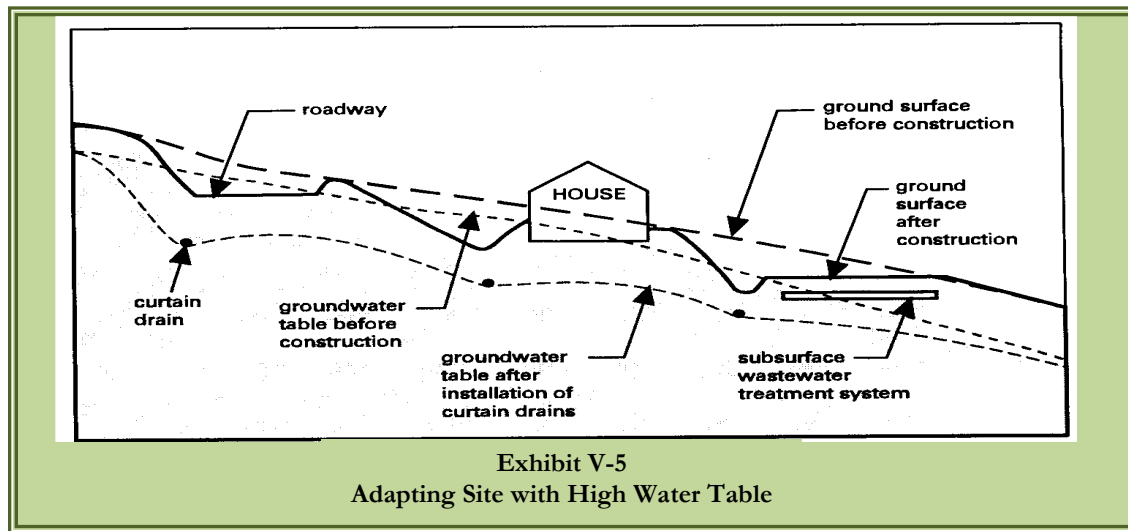 roadway
ground surface
before construction
HOUSE
ground
surface
after
construction
curtain
drain
groundwater
table before
construction
groundwater
table after
installation of
curtain drains
subsurface
wastewater
treatment system
Exhibit V-5
Adapting Site with High Water Table